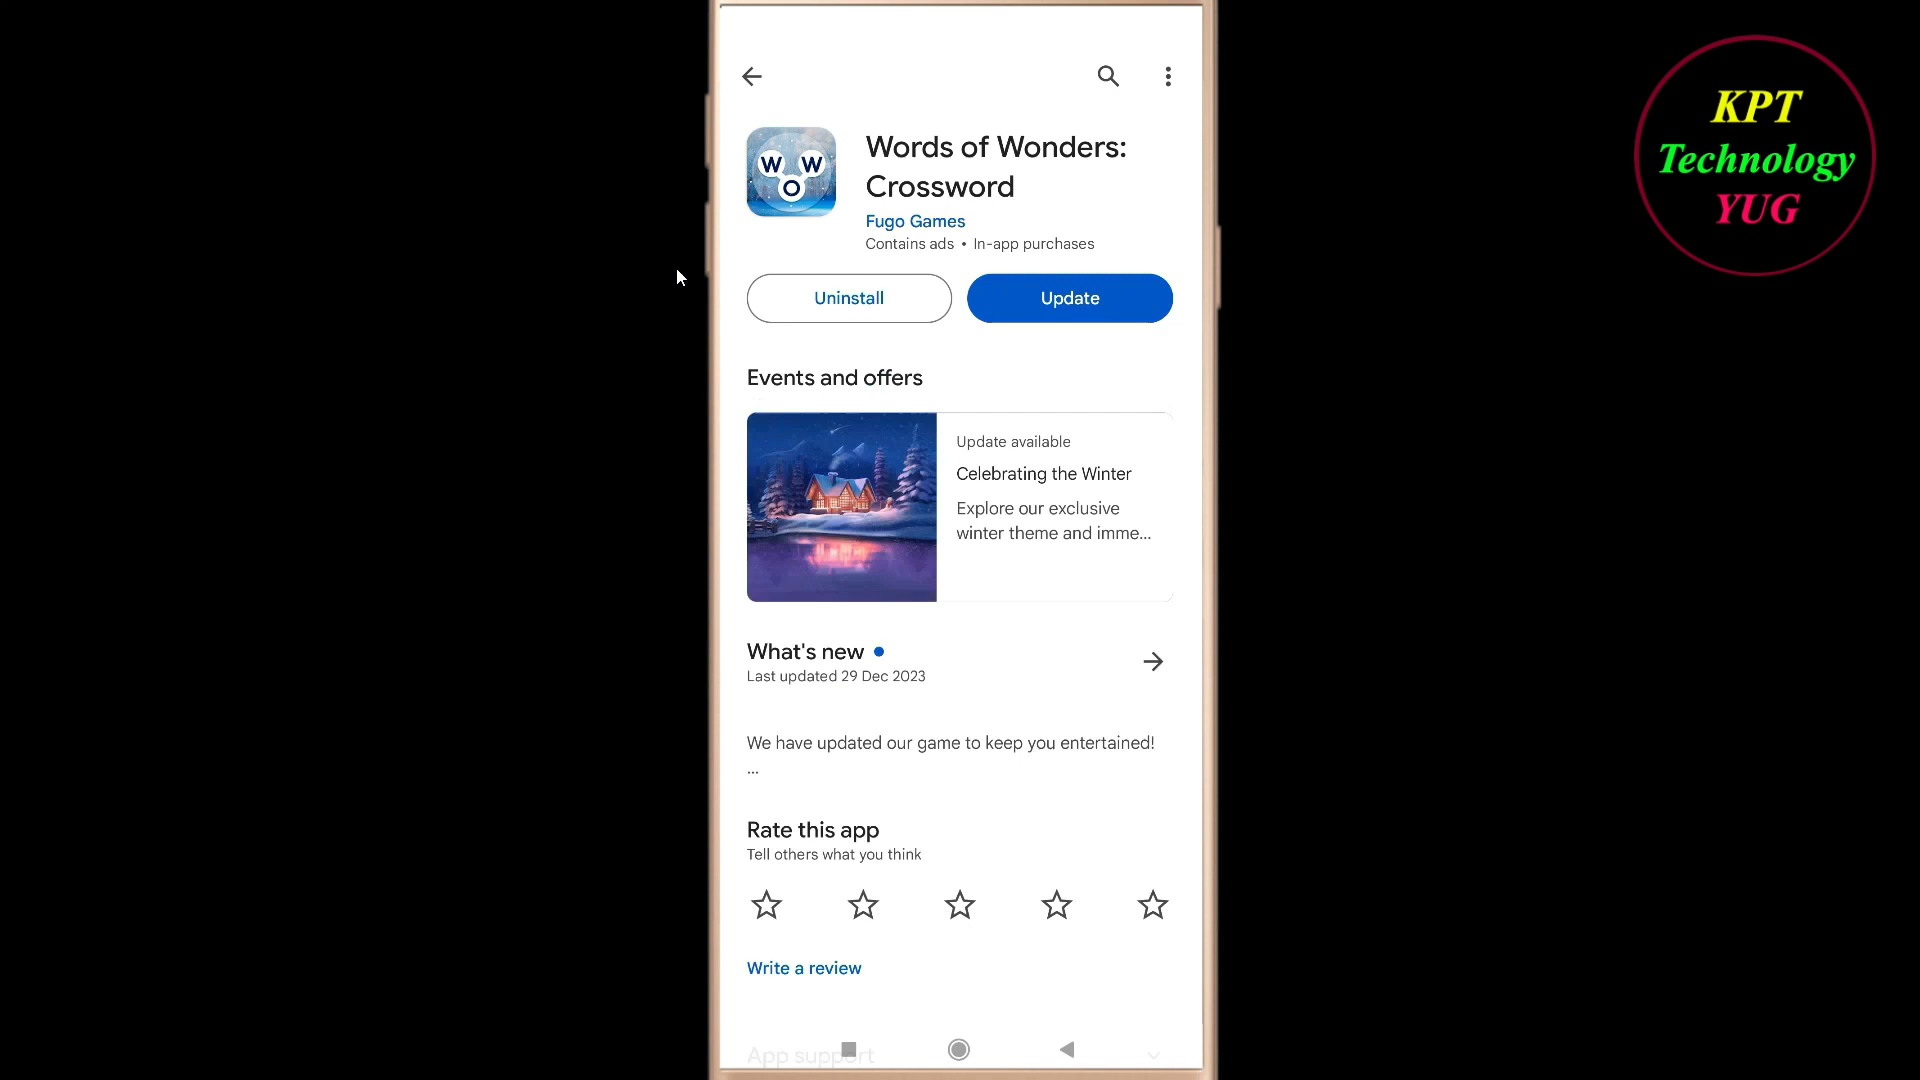 Words of Wonders:
Crossword
W W
O
Fugo Games
Contains ads • In-app purchases
Uninstall
Update
Events and offers
Update available
Celebrating the Winter
Explore our exclusive
winter theme and imme...
What's new
Last updated 29 Dec 2023
We have updated our game to keep you entertained!
...
Rate this app
Tell others what you think
Write a review
App support
KPT
Technology
YUG